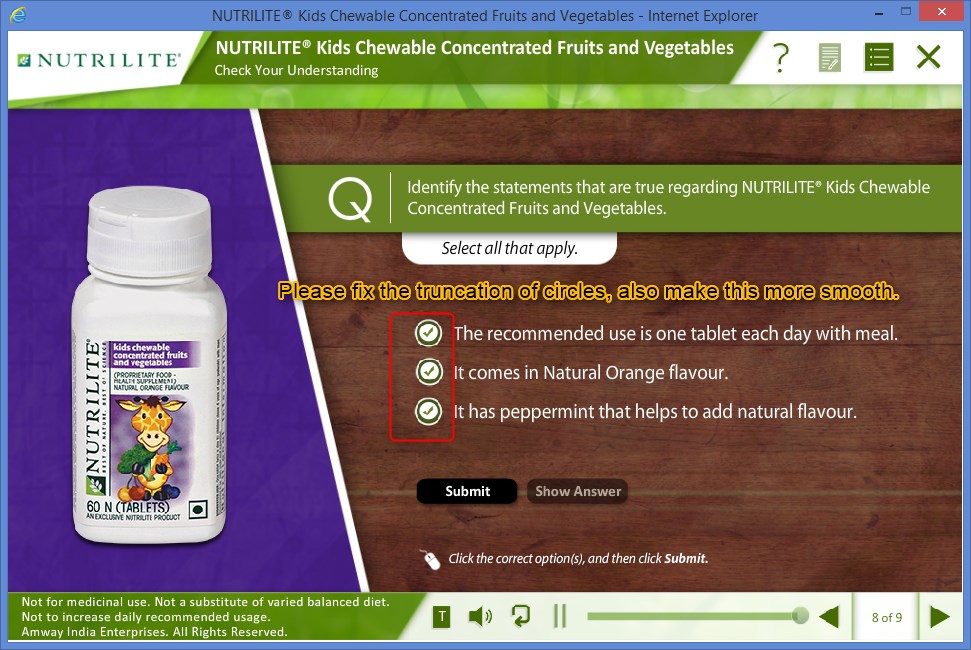 NUTRILITE® Kids Chewable Concentrated Fruits and Vegetables - Internet Explorer
NUTRILITE®
NUTRILITE® Kids Chewable Concentrated Fruits and Vegetables
Check Your Understanding
?
Q
Identify the statements that are true regarding NUTRILITE® Kids Chewable
Concentrated Fruits and Vegetables.
Select all that apply.
Please fix the truncation of circles, also make this more smooth.
The recommended use is one tablet each day with meal.
It comes in Natural Orange flavour.
It has peppermint that helps to add natural flavour.
NUTRILITE®
BEST OF NATURE. BEST OF SCIENCE.
kids chewable
concentrated fruits
and vegetables
(PROPRIETARY FOOD -
HEALTH SUPPLEMENT)
NATURAL ORANGE FLAVOUR
60 N (TABLETS)
AN EXCLUSIVE NUTRILITE PRODUCT
Submit
Show Answer
Click the correct option(s), and then click Submit.
Not for medicinal use. Not a substitute of varied balanced diet.
Not to increase daily recommended usage.
Amway India Enterprises. All Rights Reserved.
T
8 of 9